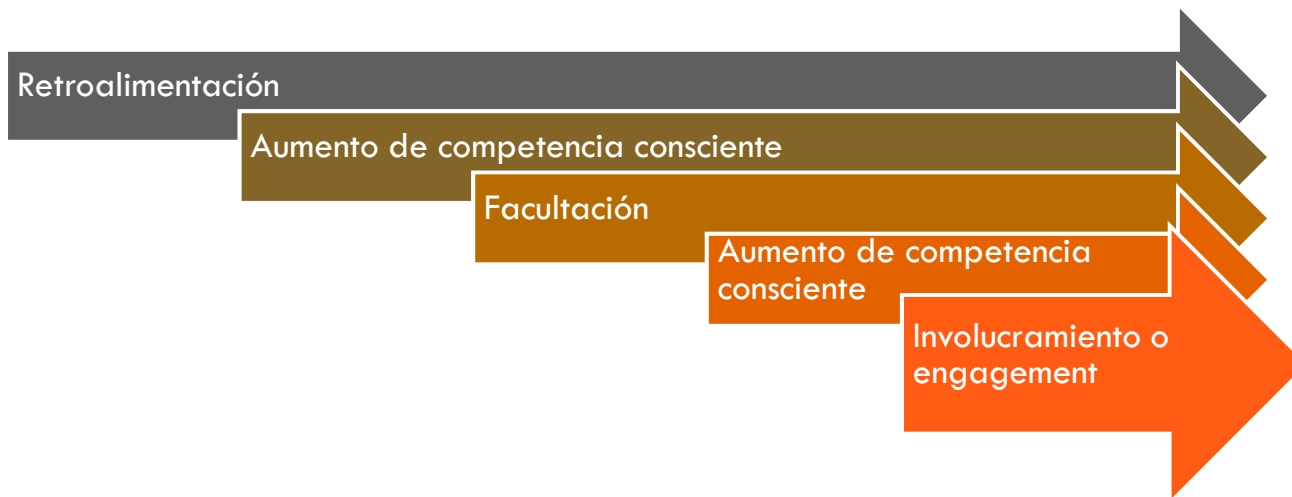 Retroalimentación
Aumento de competencia consciente
Facultación
Aumento de competencia
consciente
Involucramiento o
engagement